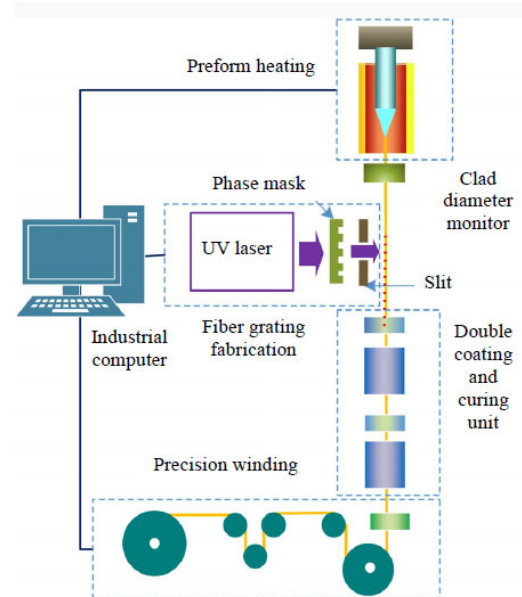 Preform heating
Phase mask
Clad
diameter
monitor
UV laser
Slit
Industrial
computer
Fiber grating
fabrication
Double
coating
and
curing
unit
Precision winding